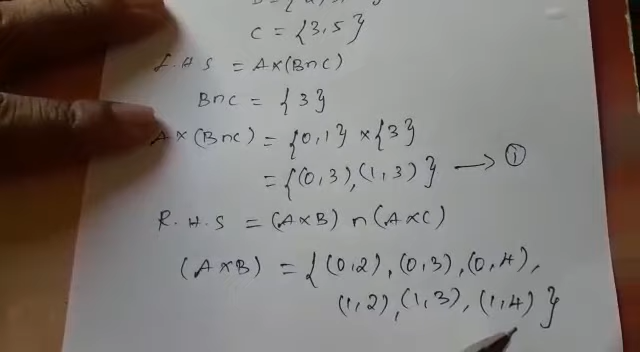 C = {3,5}
L.H.S = A×(B∩C)
B∩C = {3}
A×(B∩C) = {0,1} × {3}
= {(0,3),(1,3)} → ①
R.H.S = (A×B) ∩ (A×C)
(A×B) = {(0,2),(0,3),(0,4),
(1,2),(1,3),(1,4)}